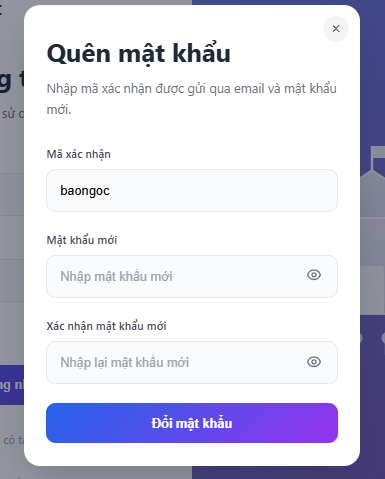 Quên mật khẩu
Nhập mã xác nhận được gửi qua email và mật khẩu
mới.
Mã xác nhận
baongoc
Mật khẩu mới
Nhập mật khẩu mới
Xác nhận mật khẩu mới
Nhập lại mật khẩu mới
Đổi mật khẩu